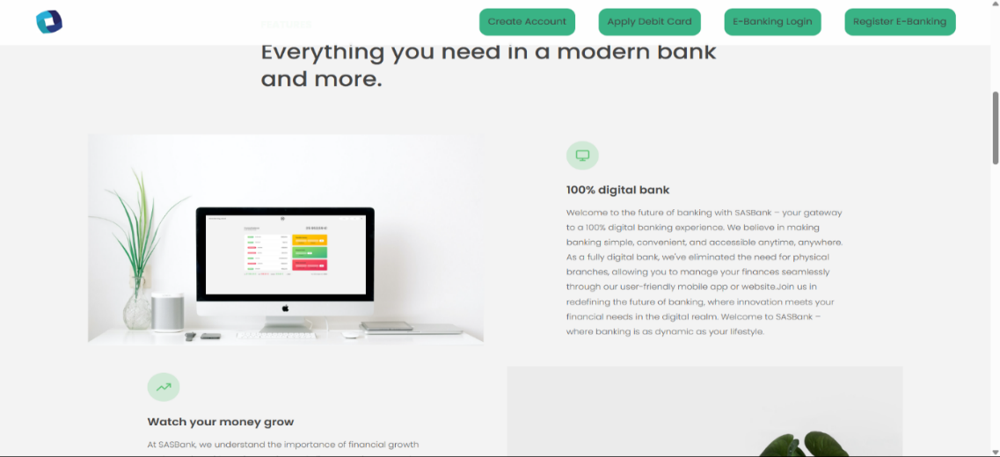 Create Account
Apply Debit Card
E-Banking Login
Register E-Banking
FEATURES
Everything you need in a modern bank
and more.
100% digital bank
Welcome to the future of banking with SASBank – your gateway
to a 100% digital banking experience. We believe in making
banking simple, convenient, and accessible anytime, anywhere.
As a fully digital bank, we've eliminated the need for physical
branches, allowing you to manage your finances seamlessly
through our user-friendly mobile app or website.Join us in
redefining the future of banking, where innovation meets your
financial needs in the digital realm. Welcome to SASBank –
where banking is as dynamic as your lifestyle.
Watch your money grow
At SASBank, we understand the importance of financial growth